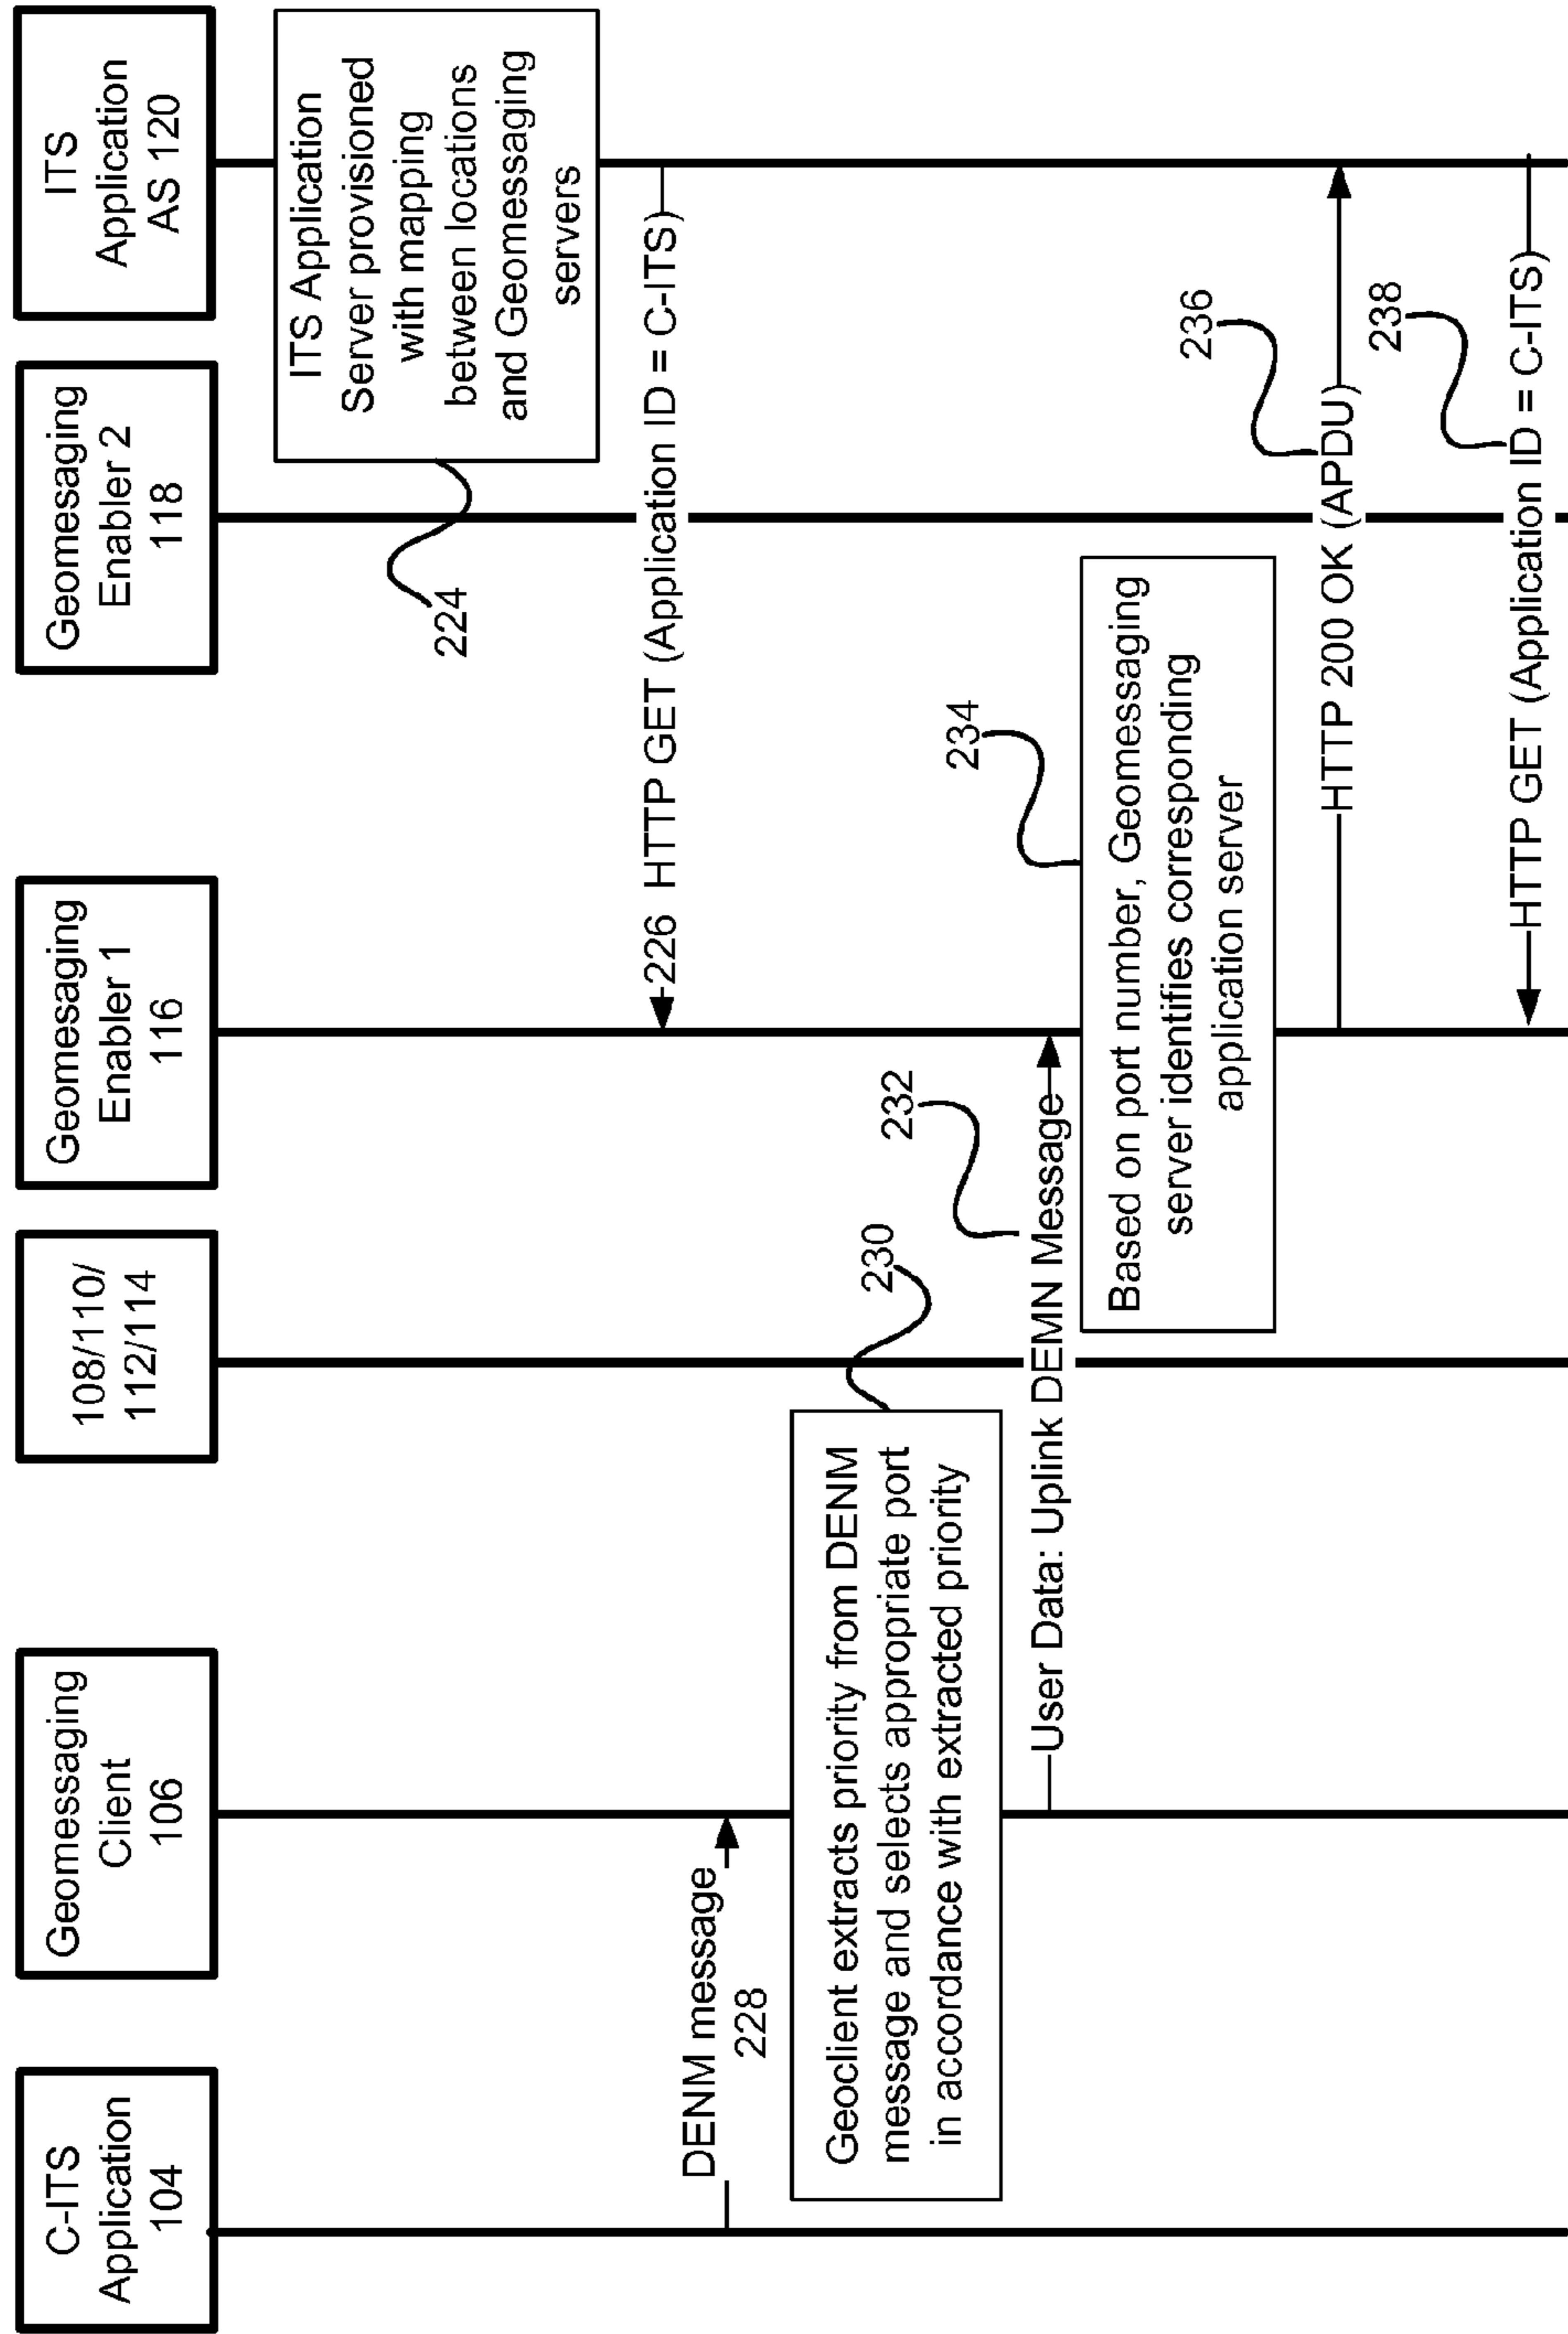 C-ITS
Application
104
Geomessaging
Client
106
108/110/
112/114
Geomesaging
Enabler 1
116
Geomesaging
Enabler 2
118
ITS
Application
AS 120
ITS Application
Server provisioned
with mapping
between locations
and Geomessaging
servers
224
226 HTTP GET (Application ID = C-ITS)
DENM message
228
Geoclient extracts priority from DENM
message and selects appropriate port
in accordance with extracted priority
230
User Data: Uplink DEMN Message
232
Based on port number, Geomessaging
server identifies corresponding
application server
234
HTTP 200 OK (APDU)
236
HTTP GET (Application ID = C-ITS)
238